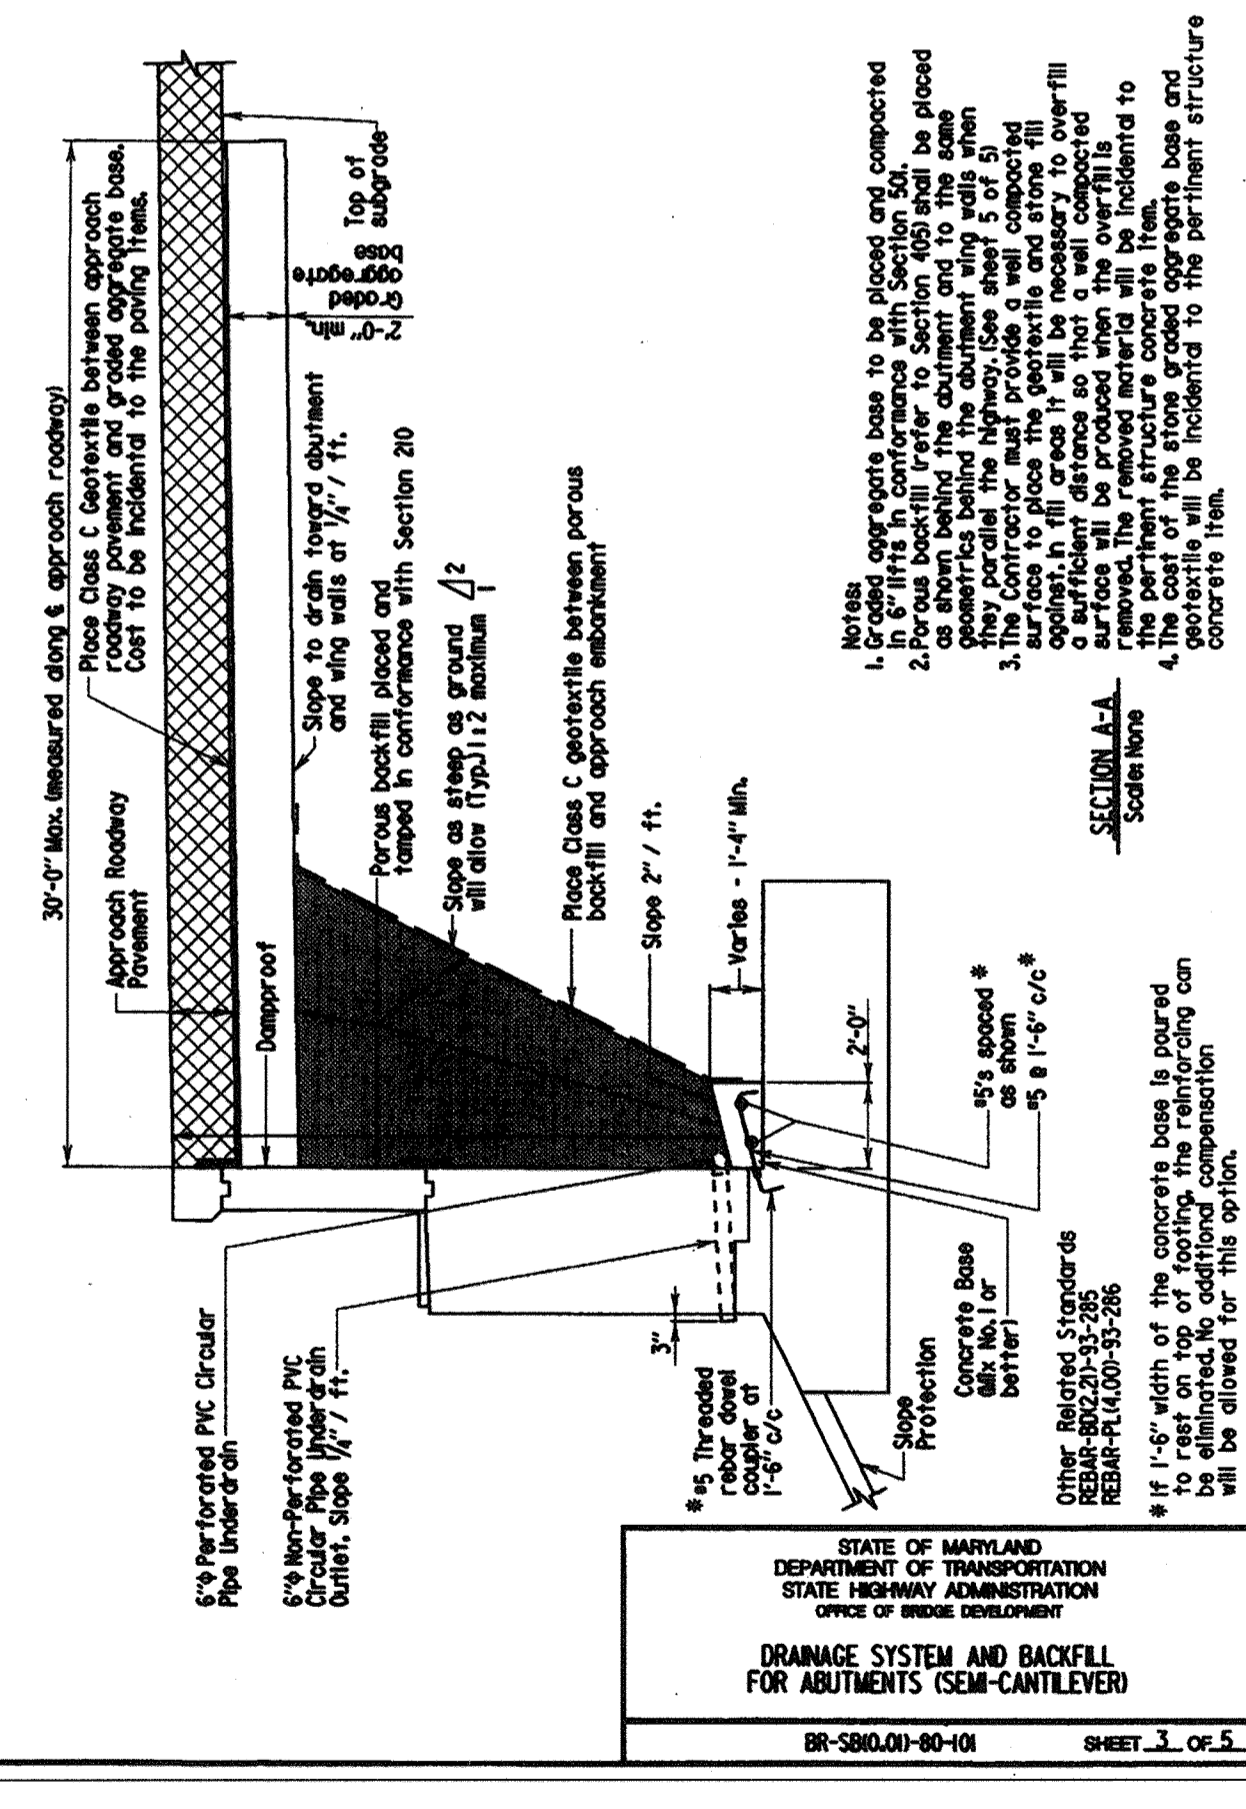 30'-0" Max. (measured along ℄ approach roadway)
Place Class C Geotextile between approach
roadway pavement and graded aggregate base.
Cost to be incidental to the paving items.
Approach Roadway
Pavement
Top of
subgrade
2'-0" min.
Graded
aggregate
base
Dampproof
Slope to drain toward abutment
and wing walls at 1/4" / ft.
Porous backfill placed and
tamped in conformance with Section 210
Slope as steep as ground
will allow (Typ.) 1:2 maximum
2
1
Place Class C geotextile between porous
backfill and approach embankment
Slope 2" / ft.
Varies - 1'-4" Min.
2'-0"
#5's spaced *
as shown
#5 @ 1'-6" c/c *
6"φ Perforated PVC Circular
Pipe Underdrain
6"φ Non-Perforated PVC
Circular Pipe Underdrain
Outlet, Slope 1/4" / ft.
3"
* #5 Threaded
rebar dowel
coupler at
1'-6" c/c
Slope
Protection
Concrete Base
(Mix No. 1 or
better)
Other Related Standards
REBAR-BD(2.21)-93-285
REBAR-PL(4.00)-93-286
* If 1'-6" width of the concrete base is poured
to rest on top of footing, the reinforcing can
be eliminated. No additional compensation
will be allowed for this option.
SECTION A-A
Scale: None
Notes:
1. Graded aggregate base to be placed and compacted
in 6" lifts in conformance with Section 501.
2. Porous backfill (refer to Section 405) shall be placed
as shown behind the abutment and to the same
geometrics behind the abutment wing walls when
they parallel the highway. (See sheet 5 of 5)
3. The Contractor must provide a well compacted
surface to place the geotextile and stone fill
against. In fill areas it will be necessary to overfill
a sufficient distance so that a well compacted
surface will be produced when the overfill is
removed. The removed material will be incidental to
the pertinent structure concrete item.
4. The cost of the stone graded aggregate base and
geotextile will be incidental to the pertinent structure
concrete item.
STATE OF MARYLAND
DEPARTMENT OF TRANSPORTATION
STATE HIGHWAY ADMINISTRATION
OFFICE OF BRIDGE DEVELOPMENT
DRAINAGE SYSTEM AND BACKFILL
FOR ABUTMENTS (SEMI-CANTILEVER)
BR-SB(0.01)-80-101
SHEET 3 OF 5